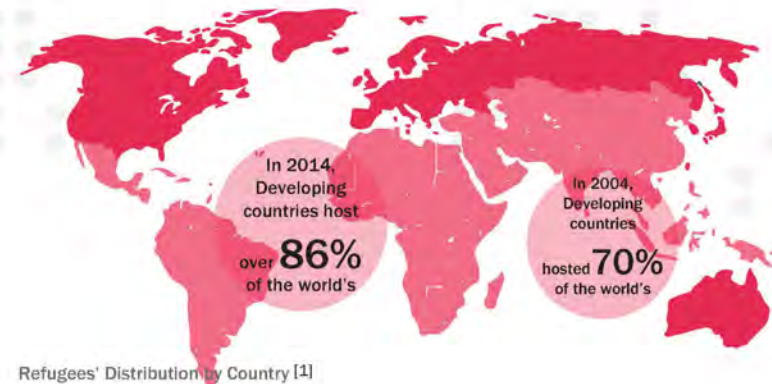 In 2014,
Developing
countries host
over 86%
of the world's
In 2004,
Developing
countries
hosted 70%
of the world's
Refugees' Distribution by Country [1]